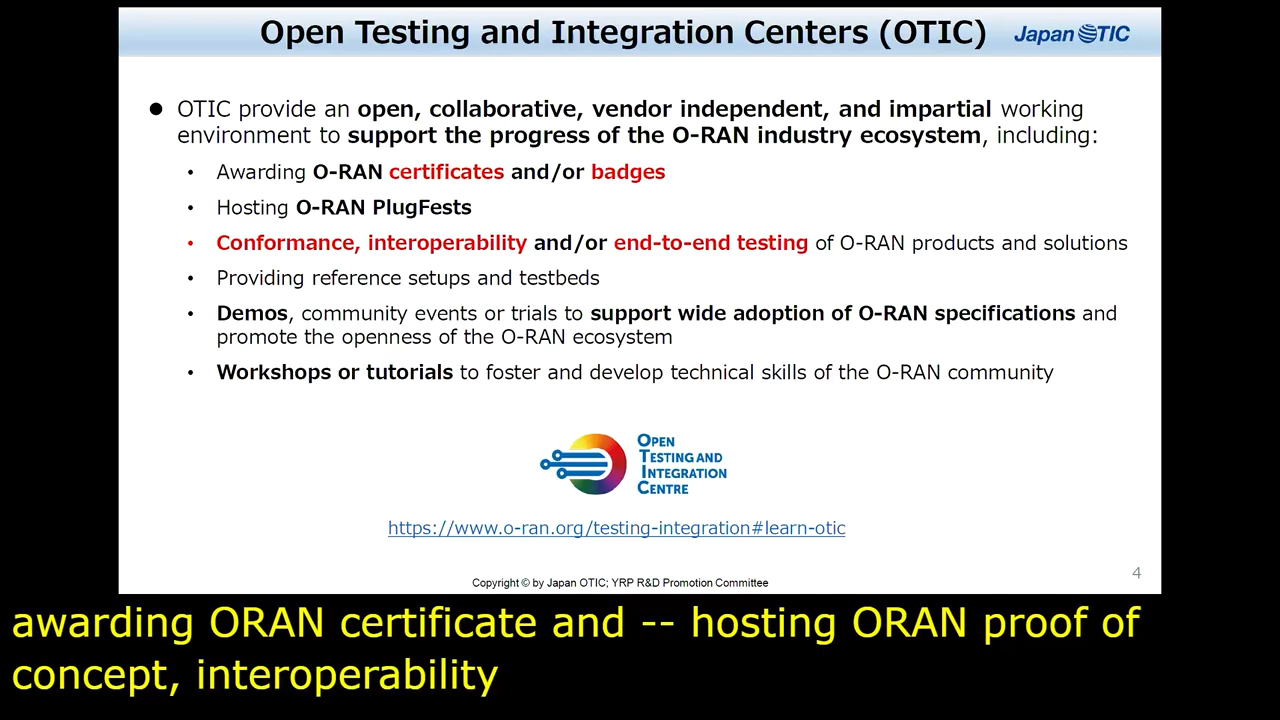 Open Testing and Integration Centers (OTIC)
Japan OTIC
● OTIC provide an open, collaborative, vendor independent, and impartial working
environment to support the progress of the O-RAN industry ecosystem, including:
• Awarding O-RAN certificates and/or badges
• Hosting O-RAN PlugFests
• Conformance, interoperability and/or end-to-end testing of O-RAN products and solutions
• Providing reference setups and testbeds
• Demos, community events or trials to support wide adoption of O-RAN specifications and
promote the openness of the O-RAN ecosystem
• Workshops or tutorials to foster and develop technical skills of the O-RAN community
OPEN
TESTING AND
INTEGRATION
CENTRE
https://www.o-ran.org/testing-integration#learn-otic
Copyright © by Japan OTIC; YRP R&D Promotion Committee
4
awarding ORAN certificate and -- hosting ORAN proof of
concept, interoperability